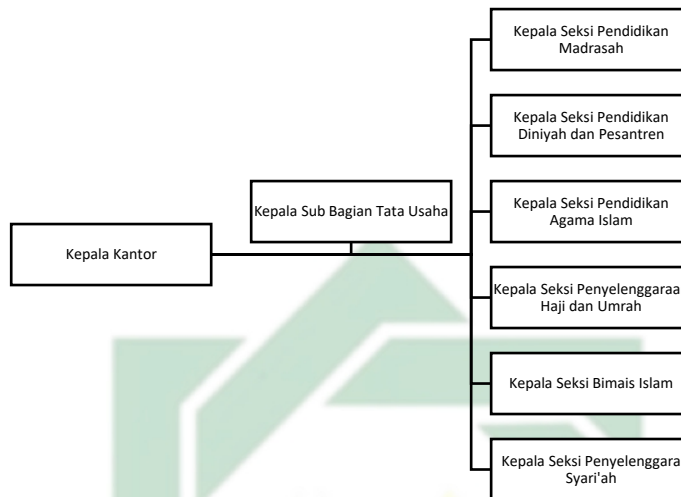 Kepala Seksi Pendidikan
Madrasah
Kepala Seksi Pendidikan
Diniyah dan Pesantren
Kepala Sub Bagian Tata Usaha
Kepala Seksi Pendidikan
Agama Islam
Kepala Kantor
Kepala Seksi Penyelenggaraa
Haji dan Umrah
Kepala Seksi Bimais Islam
Kepala Seksi Penyelenggara
Syari'ah